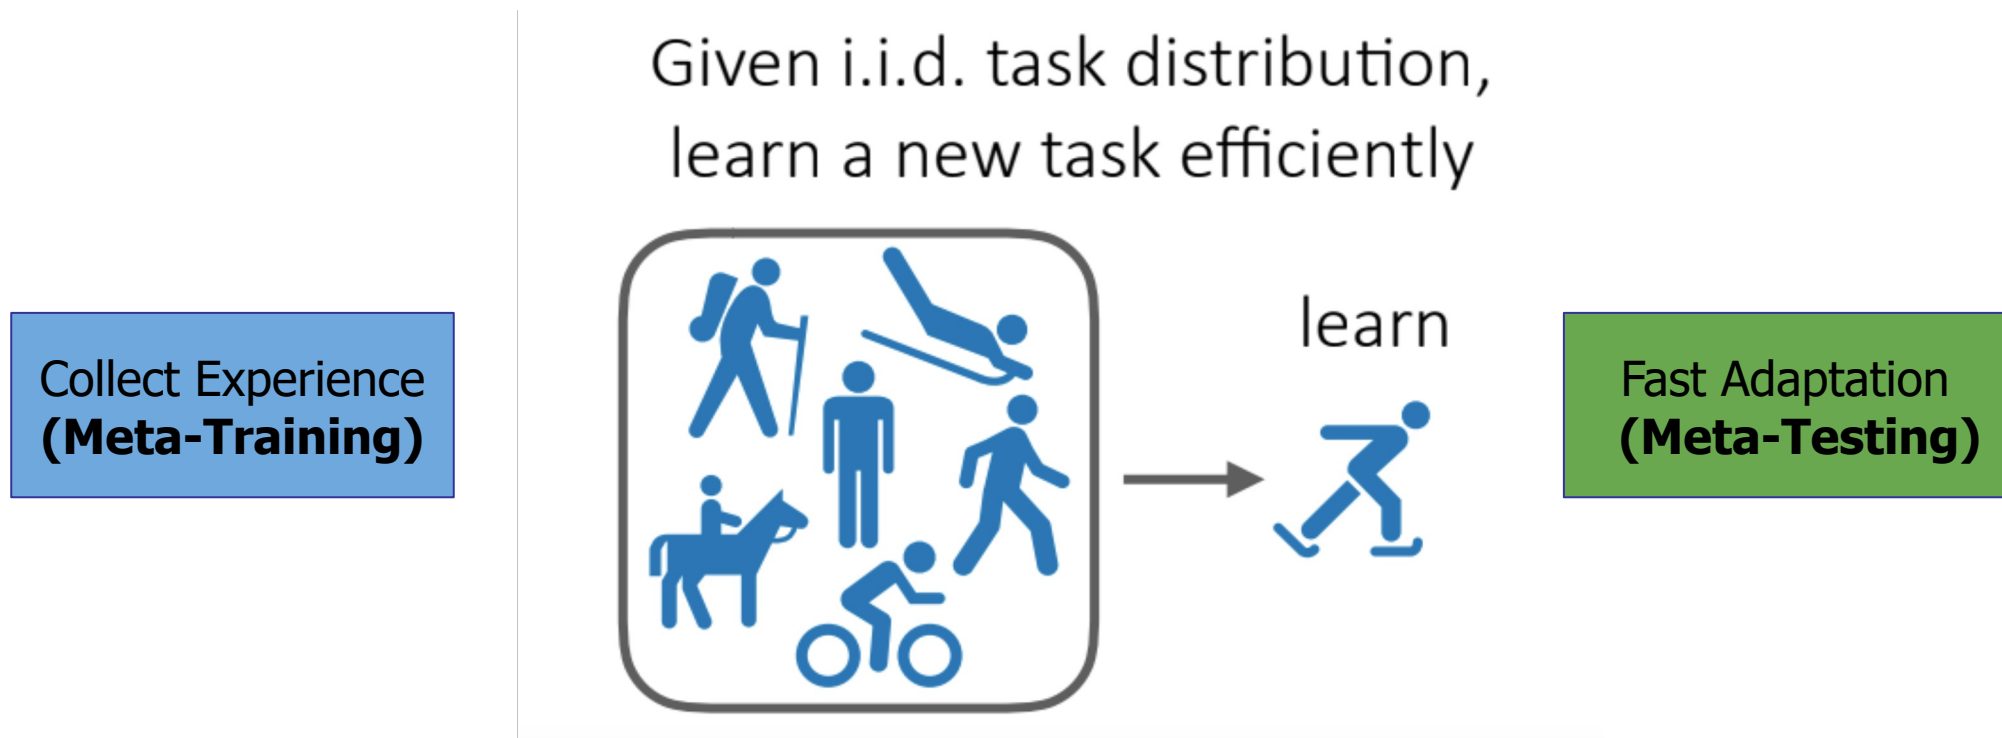 Given i.i.d. task distribution,
learn a new task efficiently
Collect Experience
(Meta-Training)
learn
Fast Adaptation
(Meta-Testing)